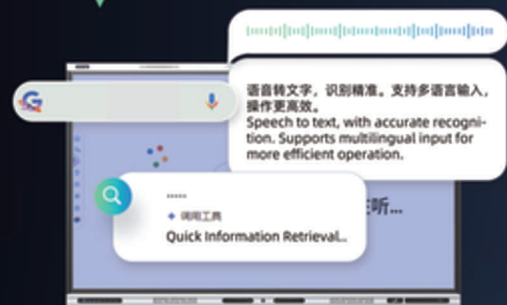 语音转文字，识别精准。支持多语言输入，
操作更高效。
Speech to text, with accurate recogni-
tion. Supports multilingual input for
more efficient operation.
听...
.....
调用工具
Quick Information Retrieval...